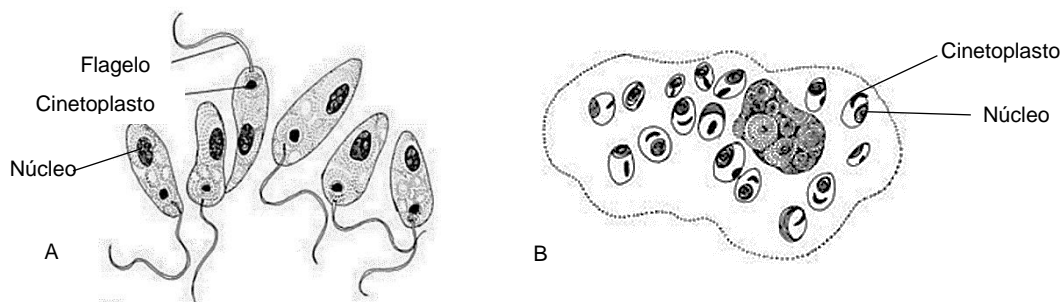 Flagelo
Cinetoplasto
Núcleo
A
Cinetoplasto
Núcleo
B